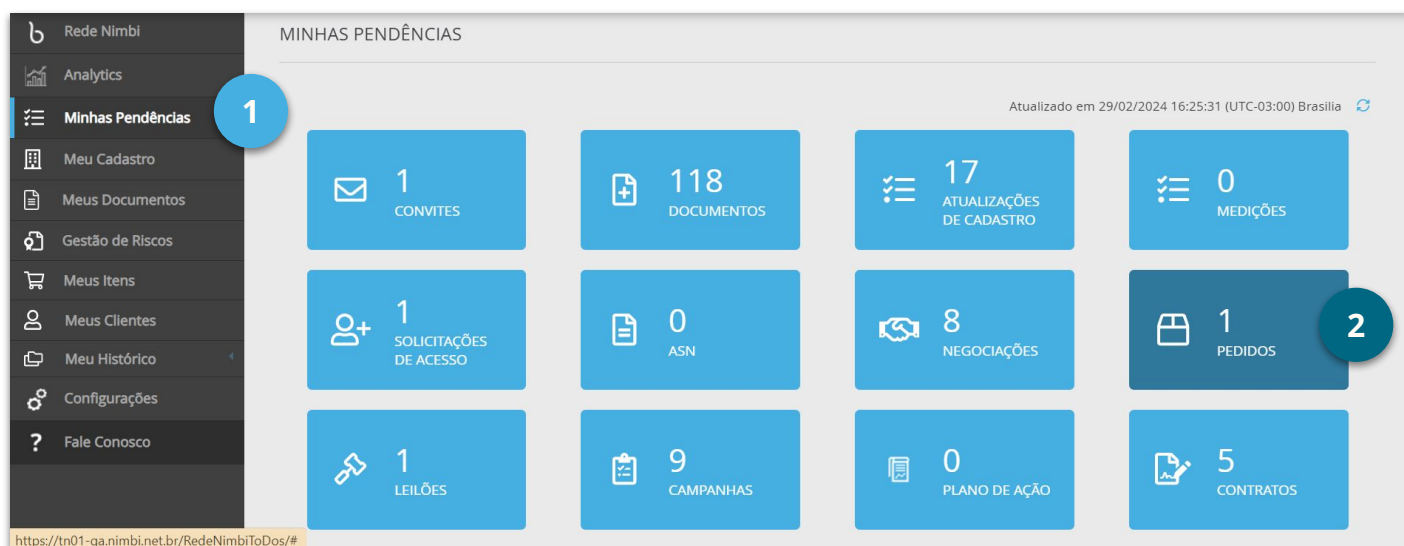 Rede Nimbi
Analytics
Minhas Pendências
1
Meu Cadastro
Meus Documentos
Gestão de Riscos
Meus Itens
Meus Clientes
Meu Histórico
Configurações
? Fale Conosco
MINHAS PENDÊNCIAS
Atualizado em 29/02/2024 16:25:31 (UTC-03:00) Brasilia
1
CONVITES
118
DOCUMENTOS
17
ATUALIZAÇÕES
DE CADASTRO
0
MEDIÇÕES
1
SOLICITAÇÕES
DE ACESSO
0
ASN
8
NEGOCIAÇÕES
1
PEDIDOS
2
1
LEILÕES
9
CAMPANHAS
0
PLANO DE AÇÃO
5
CONTRATOS
https://tn01-qa.nimbi.net.br/RedeNimbiToDos/#